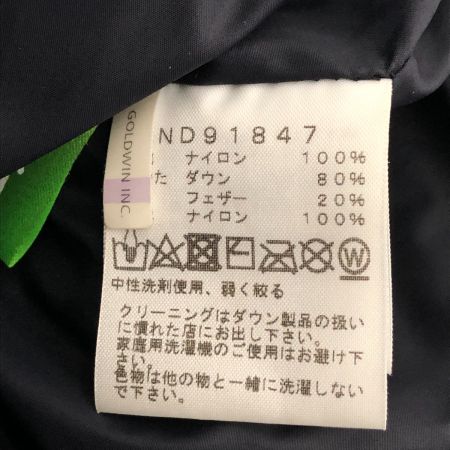 GOLDWIN INC.
ND91847
ナイロン 100%
た ダウン 80%
フェザー 20%
ナイロン 100%
W
中性洗剤使用、弱く絞る
クリーニングはダウン製品の扱い
に慣れた店にお出し下さい。
家庭用洗濯機のご使用はお避け下
さい。
色物は他の物と一緒に洗濯しない
で下さい。